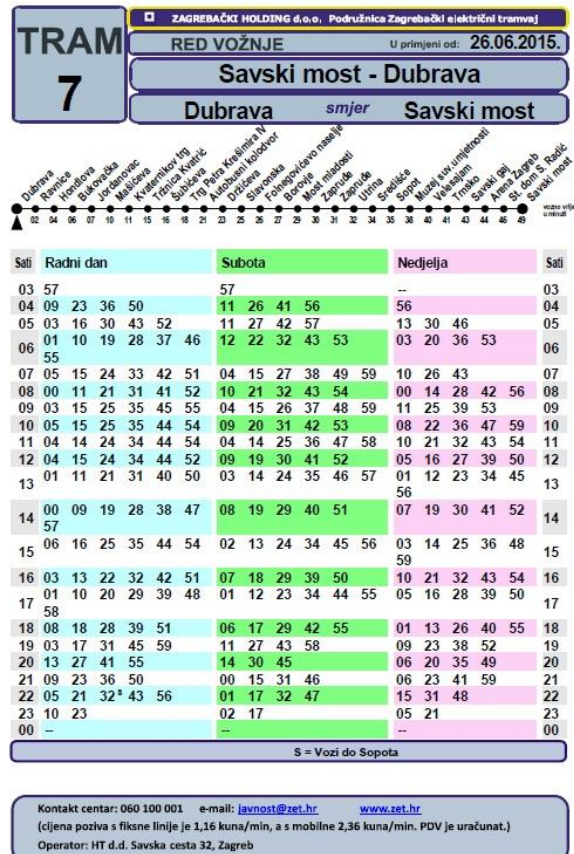 TRAM
7
ZAGREBAČKI HOLDING d.o.o. Podružnica Zagrebački električni tramvaj
RED VOŽNJE U primjeni od: 26.06.2015.
Savski most - Dubrava
Dubrava smjer Savski most
Dubrava
Ravnice
Hondlova
Bukovačka
Jordanovac
Mašićeva
Kvaternikov trg
Tržnica Kvatrić
Šubićeva
Trg Petra Krešimira IV
Autobusni kolodvor
Držićeva
Slavonska
Folnegovićevo naselje
Borovje
Most mladosti
Zapruđe
Zapruđe
Utrina
Središće
Sopot
Muzej suv.umjetnosti
Velesajam
Trnsko
Savski gaj
Arena Zagreb
St. dom S. Radić
Savski most
02 04 06 07 10 11 15 16 18 21 23 25 26 27 29 30 31 32 34 35 38 40 41 43 44 46 49
u minuti
Sati Radni dan Subota Nedjelja Sati
03 57 57 -- 03
04 09 23 36 50 11 26 41 56 56 04
05 03 16 30 43 52 11 27 42 57 13 30 46 05
06 01 10 19 28 37 46 12 22 32 43 53 03 20 36 53 06
55
07 05 15 24 33 42 51 04 15 27 38 49 59 10 26 43 07
08 00 11 21 31 41 52 10 21 32 43 54 00 14 28 42 56 08
09 03 15 25 35 45 55 04 15 26 37 48 59 11 25 39 53 09
10 05 15 25 35 44 54 09 20 31 42 53 08 22 36 47 59 10
11 04 14 24 34 44 54 04 14 25 36 47 58 10 21 32 43 54 11
12 04 15 24 34 44 52 09 19 30 41 52 05 16 27 39 50 12
13 01 11 21 31 40 50 03 14 24 35 46 57 01 12 23 34 45 13
56
14 00 09 19 28 38 47 08 19 29 40 51 07 19 30 41 52 14
57
15 06 16 25 35 44 54 02 13 24 34 45 56 03 14 25 36 48 15
59
16 03 13 22 32 42 51 07 18 29 39 50 10 21 32 43 54 16
17 01 10 20 29 39 48 01 12 23 34 44 55 05 16 28 39 50 17
58
18 08 18 28 39 51 06 17 29 42 55 01 13 26 40 55 18
19 03 17 31 45 59 11 27 43 58 09 23 38 52 19
20 13 27 41 55 14 30 45 06 20 35 49 20
21 09 23 36 50 00 15 31 46 06 23 41 59 21
22 05 21 32ˢ 43 56 01 17 32 47 15 31 48 22
23 10 23 02 17 05 21 23
00 -- -- -- 00
S = Vozi do Sopota
Kontakt centar: 060 100 001 e-mail: javnost@zet.hr www.zet.hr
(cijena poziva s fiksne linije je 1,16 kuna/min, a s mobilne 2,36 kuna/min. PDV je uračunat.)
Operator: HT d.d. Savska cesta 32, Zagreb